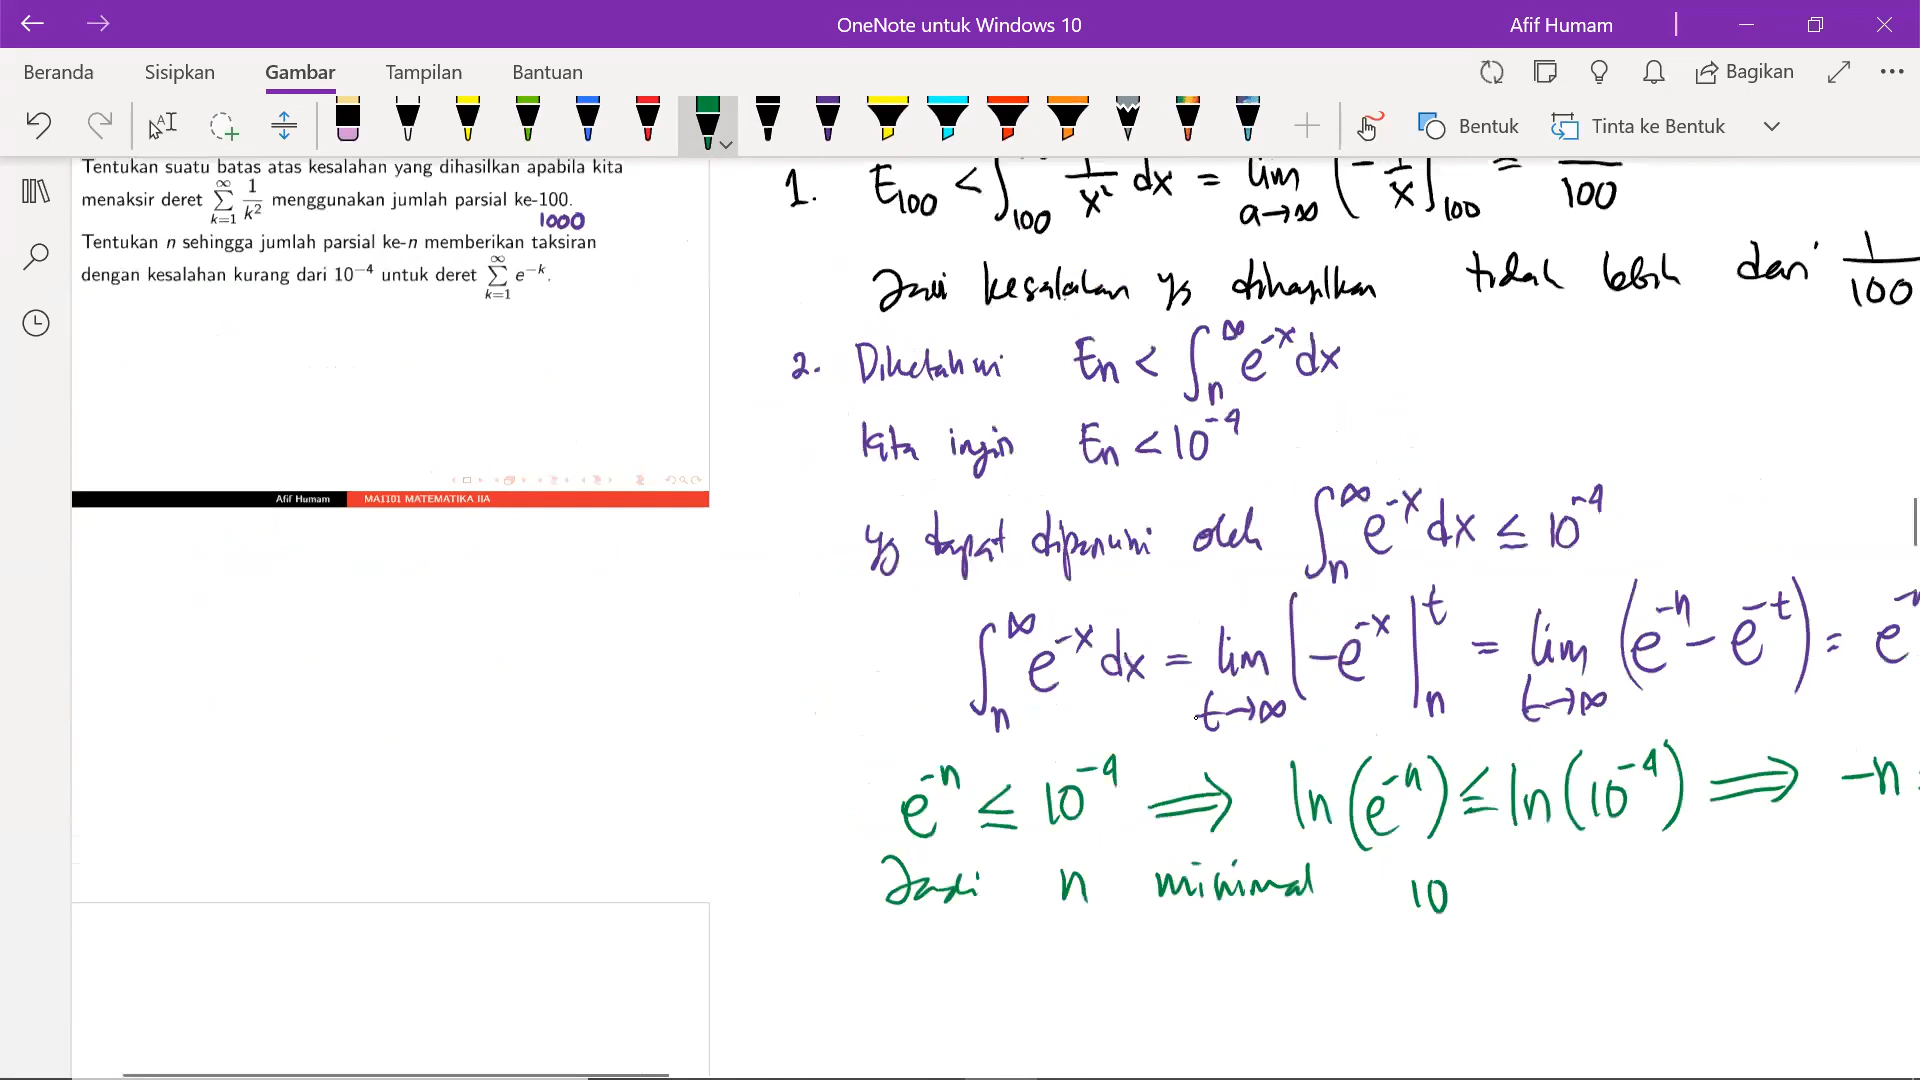 OneNote untuk Windows 10
Afif Humam
Beranda Sisipkan Gambar Tampilan Bantuan
Bagikan
Bentuk Tinta ke Bentuk
Tentukan suatu batas atas kesalahan yang dihasilkan apabila kita
menaksir deret ∑_{k=1}^{∞} 1/k² menggunakan jumlah parsial ke-100.
1000
Tentukan n sehingga jumlah parsial ke-n memberikan taksiran
dengan kesalahan kurang dari 10⁻⁴ untuk deret ∑_{k=1}^{∞} e^{-k}.
Afif Humam MA1101 MATEMATIKA IIA
1. E₁₀₀ < ∫₁₀₀ 1/x² dx = lim_{a→∞} [-1/x]₁₀₀ = 1/100
Jadi kesalahan yg dihasilkan tidak lebih dari 1/100
2. Diketahui En < ∫_n^∞ e^{-x} dx
kita ingin En < 10⁻⁴
yg dapat dipenuhi oleh ∫_n^∞ e^{-x} dx ≤ 10⁻⁴
∫_n^∞ e^{-x} dx = lim_{t→∞} [-e^{-x}|_n^t = lim_{t→∞} (e^{-n} - e^{-t}) = e^{-n}
e^{-n} ≤ 10⁻⁴ ⟹ ln(e^{-n}) ≤ ln(10⁻⁴) ⟹ -n
Jadi n minimal 10